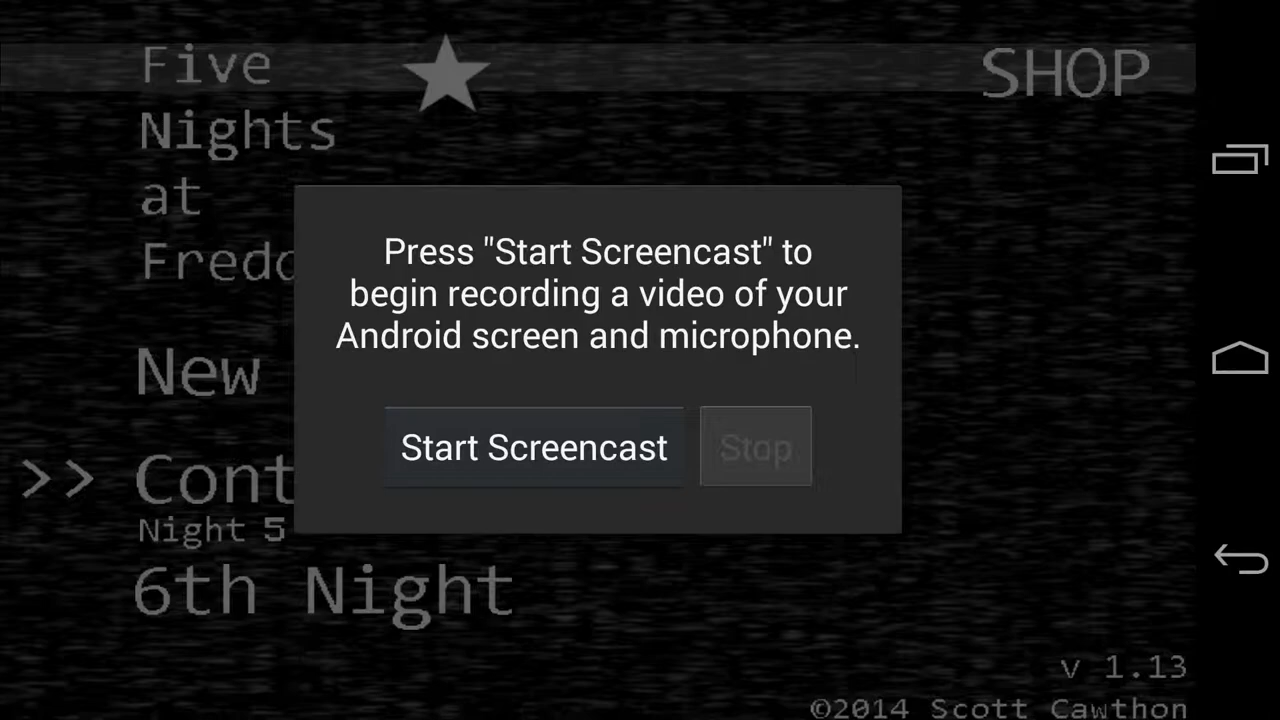 Five
SHOP
Nights
at
Fredd
Press "Start Screencast" to
begin recording a video of your
Android screen and microphone.
New
Start Screencast
Stop
>> Cont
Night 5
6th Night
v 1.13
©2014 Scott Cawthon